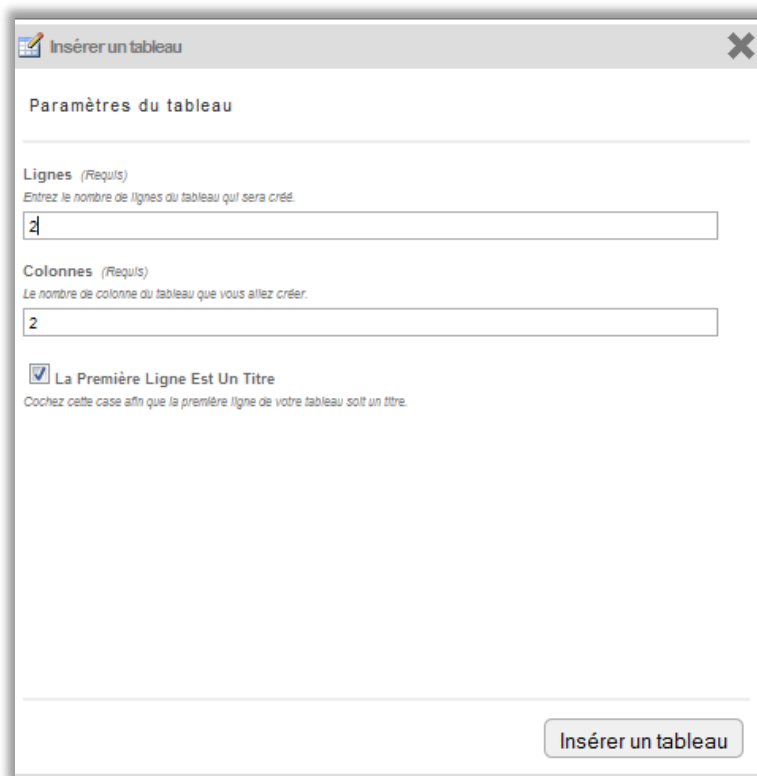 Insérer un tableau
Paramètres du tableau
Lignes (Requis)
Entrez le nombre de lignes du tableau qui sera créé.
2
Colonnes (Requis)
Le nombre de colonne du tableau que vous allez créer.
2
La Première Ligne Est Un Titre
Cochez cette case afin que la première ligne de votre tableau soit un titre.
Insérer un tableau